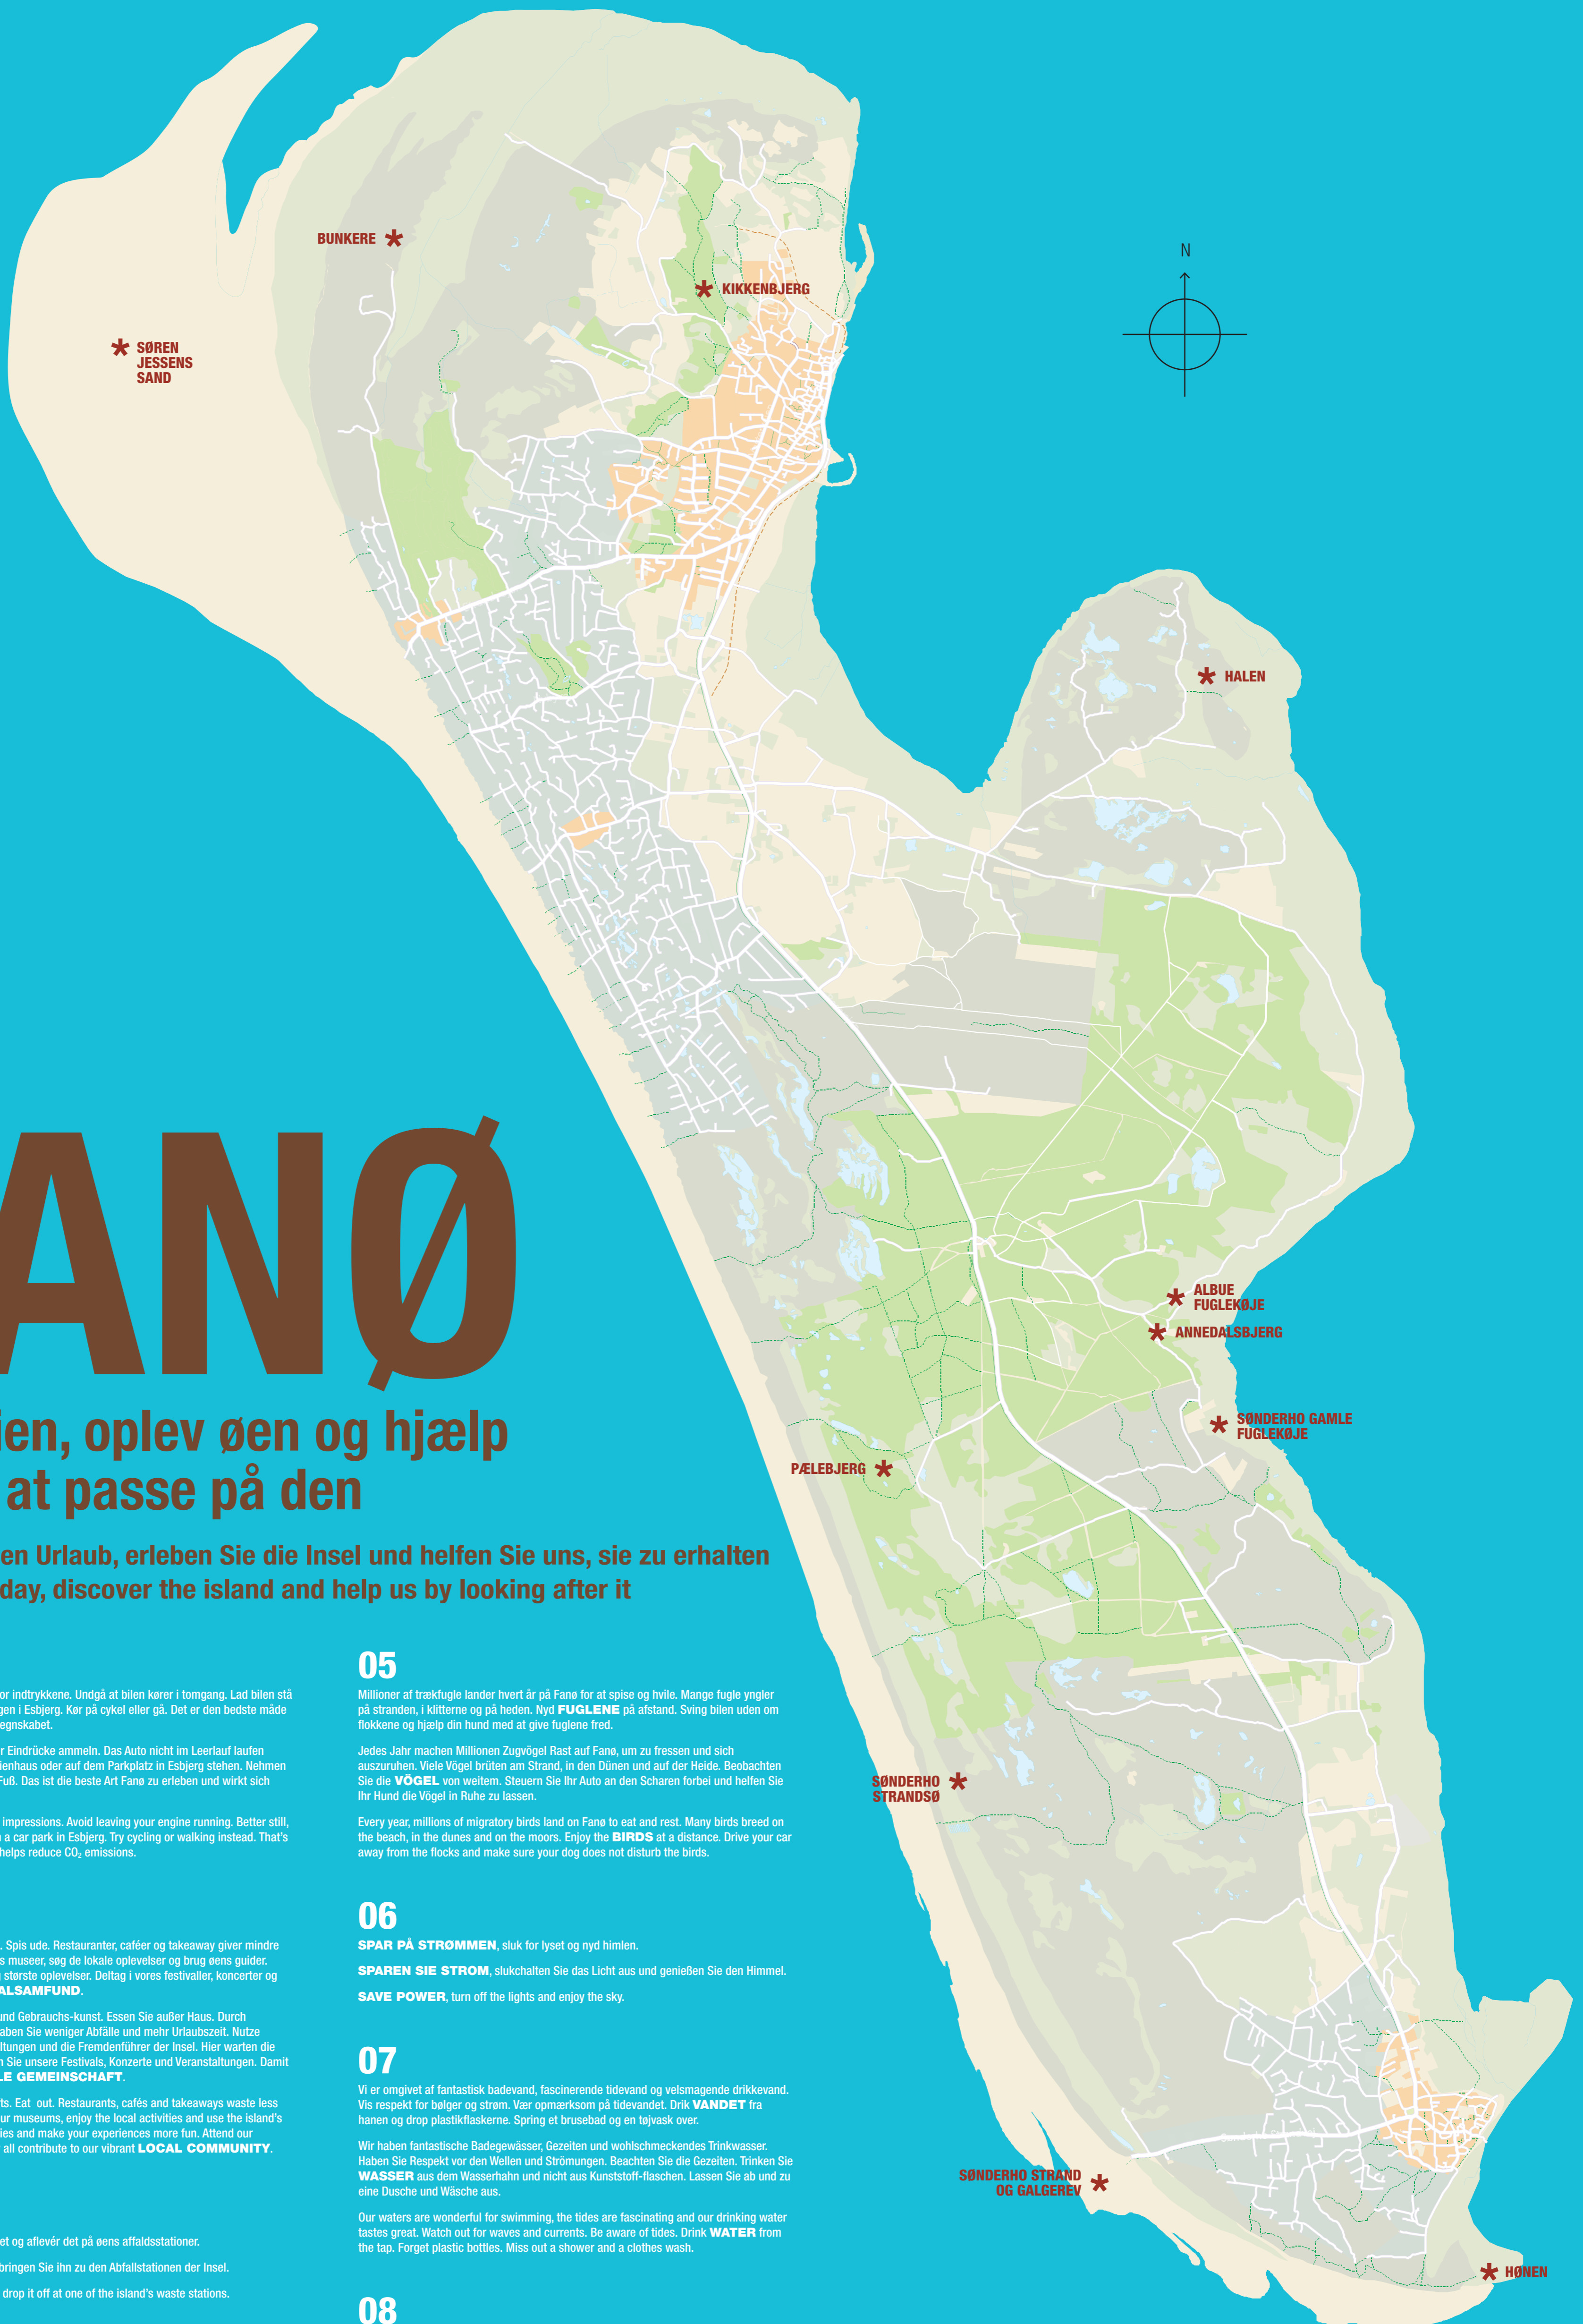 N
BUNKERE
KIKKENBJERG
SØREN
JESSENS
SAND
HALEN
ANØ
ien, oplev øen og hjælp
at passe på den
en Urlaub, erleben Sie die Insel und helfen Sie uns, sie zu erhalten
day, discover the island and help us by looking after it
ALBUE
FUGLEKØJE
ANNEDALSBJERG
SØNDERHO GAMLE
FUGLEKØJE
PÆLEBJERG
SØNDERHO
STRANDSØ
SØNDERHO STRAND
OG GALGEREV
HØNEN
or indtrykkene. Undgå at bilen kører i tomgang. Lad bilen stå
gen i Esbjerg. Kør på cykel eller gå. Det er den bedste måde
egnskabet.
r Eindrücke ammeln. Das Auto nicht im Leerlauf laufen
ienhaus oder auf dem Parkplatz in Esbjerg stehen. Nehmen
Fuß. Das ist die beste Art Fanø zu erleben und wirkt sich
impressions. Avoid leaving your engine running. Better still,
n a car park in Esbjerg. Try cycling or walking instead. That's
helps reduce CO₂ emissions.
. Spis ude. Restauranter, caféer og takeaway giver mindre
s museer, søg de lokale oplevelser og brug øens guider.
g største oplevelser. Deltag i vores festivaller, koncerter og
ALSAMFUND.
und Gebrauchs-kunst. Essen Sie außer Haus. Durch
aben Sie weniger Abfälle und mehr Urlaubszeit. Nutze
ltungen und die Fremdenführer der Insel. Hier warten die
n Sie unsere Festivals, Konzerte und Veranstaltungen. Damit
LE GEMEINSCHAFT.
ts. Eat out. Restaurants, cafés and takeaways waste less
ur museums, enjoy the local activities and use the island's
ies and make your experiences more fun. Attend our
all contribute to our vibrant LOCAL COMMUNITY.
et og aflevér det på øens affaldsstationer.
bringen Sie ihn zu den Abfallstationen der Insel.
drop it off at one of the island's waste stations.
05
Millioner af trækfugle lander hvert år på Fanø for at spise og hvile. Mange fugle yngler
på stranden, i klitterne og på heden. Nyd FUGLENE på afstand. Sving bilen uden om
flokkene og hjælp din hund med at give fuglene fred.
Jedes Jahr machen Millionen Zugvögel Rast auf Fanø, um zu fressen und sich
auszuruhen. Viele Vögel brüten am Strand, in den Dünen und auf der Heide. Beobachten
Sie die VÖGEL von weitem. Steuern Sie Ihr Auto an den Scharen forbei und helfen Sie
Ihr Hund die Vögel in Ruhe zu lassen.
Every year, millions of migratory birds land on Fanø to eat and rest. Many birds breed on
the beach, in the dunes and on the moors. Enjoy the BIRDS at a distance. Drive your car
away from the flocks and make sure your dog does not disturb the birds.
06
SPAR PÅ STRØMMEN, sluk for lyset og nyd himlen.
SPAREN SIE STROM, slukchalten Sie das Licht aus und genießen Sie den Himmel.
SAVE POWER, turn off the lights and enjoy the sky.
07
Vi er omgivet af fantastisk badevand, fascinerende tidevand og velsmagende drikkevand.
Vis respekt for bølger og strøm. Vær opmærksom på tidevandet. Drik VANDET fra
hanen og drop plastikflaskerne. Spring et brusebad og en tøjvask over.
Wir haben fantastische Badegewässer, Gezeiten und wohlschmeckendes Trinkwasser.
Haben Sie Respekt vor den Wellen und Strömungen. Beachten Sie die Gezeiten. Trinken Sie
WASSER aus dem Wasserhahn und nicht aus Kunststoff-flaschen. Lassen Sie ab und zu
eine Dusche und Wäsche aus.
Our waters are wonderful for swimming, the tides are fascinating and our drinking water
tastes great. Watch out for waves and currents. Be aware of tides. Drink WATER from
the tap. Forget plastic bottles. Miss out a shower and a clothes wash.
08